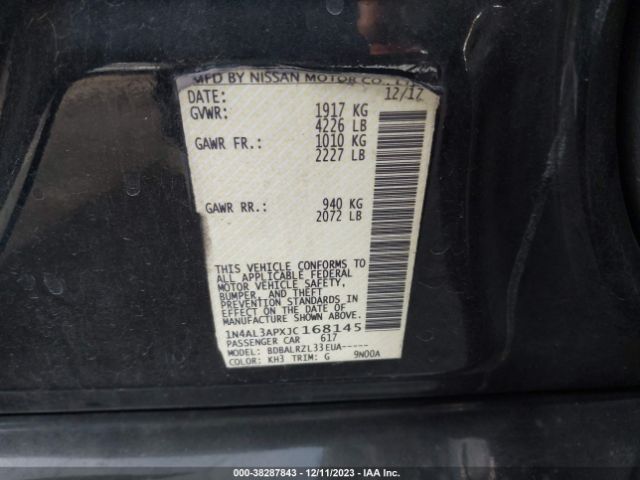 MFD BY NISSAN MOTOR CO., LT
DATE: 12/17
GVWR: 1917 KG
4226 LB
GAWR FR.: 1010 KG
2227 LB
GAWR RR.: 940 KG
2072 LB
THIS VEHICLE CONFORMS TO
ALL APPLICABLE FEDERAL
MOTOR VEHICLE SAFETY,
BUMPER, AND THEFT
PREVENTION STANDARDS IN
EFFECT ON THE DATE OF
MANUFACTURE SHOWN ABOVE.
1N4AL3APXJC168145
PASSENGER CAR 617
MODEL: BDBALRZL33EUA-----
COLOR: KH3 TRIM: G 9N00A
000-38287843 - 12/11/2023 - IAA Inc.